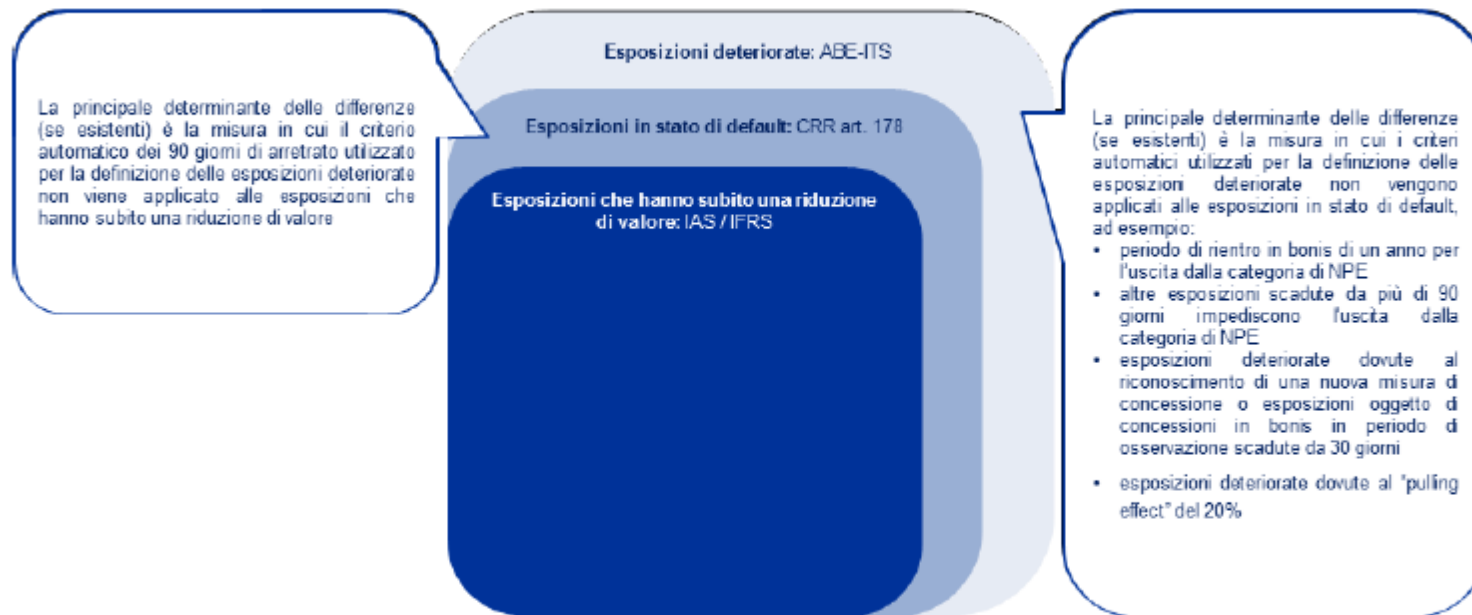 La principale determinante delle differenze
(se esistenti) è la misura in cui il criterio
automatico dei 90 giorni di arretrato utilizzato
per la definizione delle esposizioni deteriorate
non viene applicato alle esposizioni che
hanno subito una riduzione di valore
Esposizioni deteriorate: ABE-ITS
Esposizioni in stato di default: CRR art. 178
Esposizioni che hanno subito una riduzione
di valore: IAS / IFRS
La principale determinante delle differenze
(se esistenti) è la misura in cui i criteri
automatici utilizzati per la definizione delle
esposizioni deteriorate non vengono
applicati alle esposizioni in stato di default,
ad esempio:
• periodo di rientro in bonis di un anno per
l'uscita dalla categoria di NPE
• altre esposizioni scadute da più di 90
giorni impediscono l'uscita dalla
categoria di NPE
• esposizioni deteriorate dovute al
riconoscimento di una nuova misura di
concessione o esposizioni oggetto di
concessioni in bonis in periodo di
osservazione scadute da 30 giorni
• esposizioni deteriorate dovute al "pulling
effect" del 20%